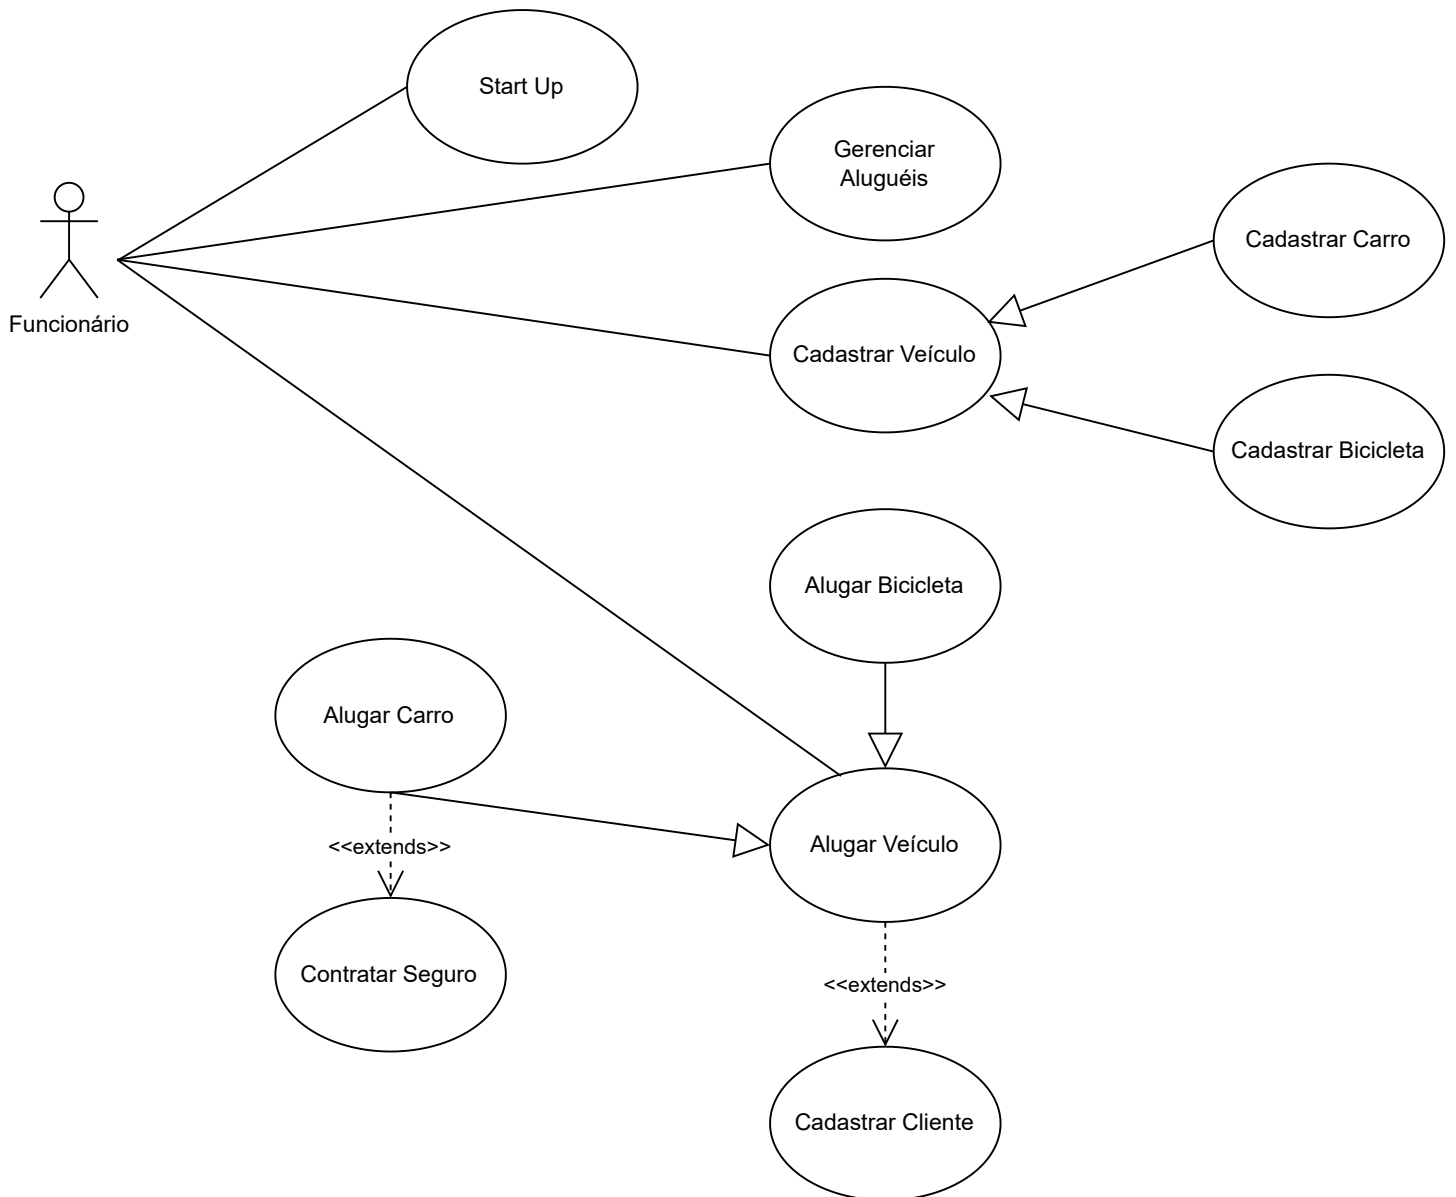 Start Up
Gerenciar
Aluguéis
Funcionário
Cadastrar Carro
Cadastrar Veículo
Cadastrar Bicicleta
Alugar Bicicleta
Alugar Carro
Alugar Veículo
<<extends>>
Contratar Seguro
<<extends>>
Cadastrar Cliente